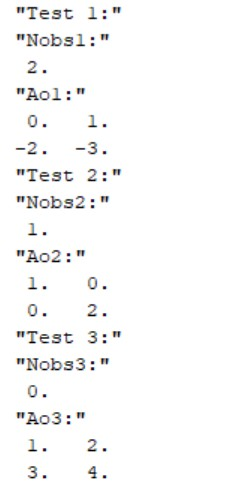 "Test 1:"
"Nobs1:"
2.
"Ao1:"
0. 1.
-2. -3.
"Test 2:"
"Nobs2:"
1.
"Ao2:"
1. 0.
0. 2.
"Test 3:"
"Nobs3:"
0.
"Ao3:"
1. 2.
3. 4.